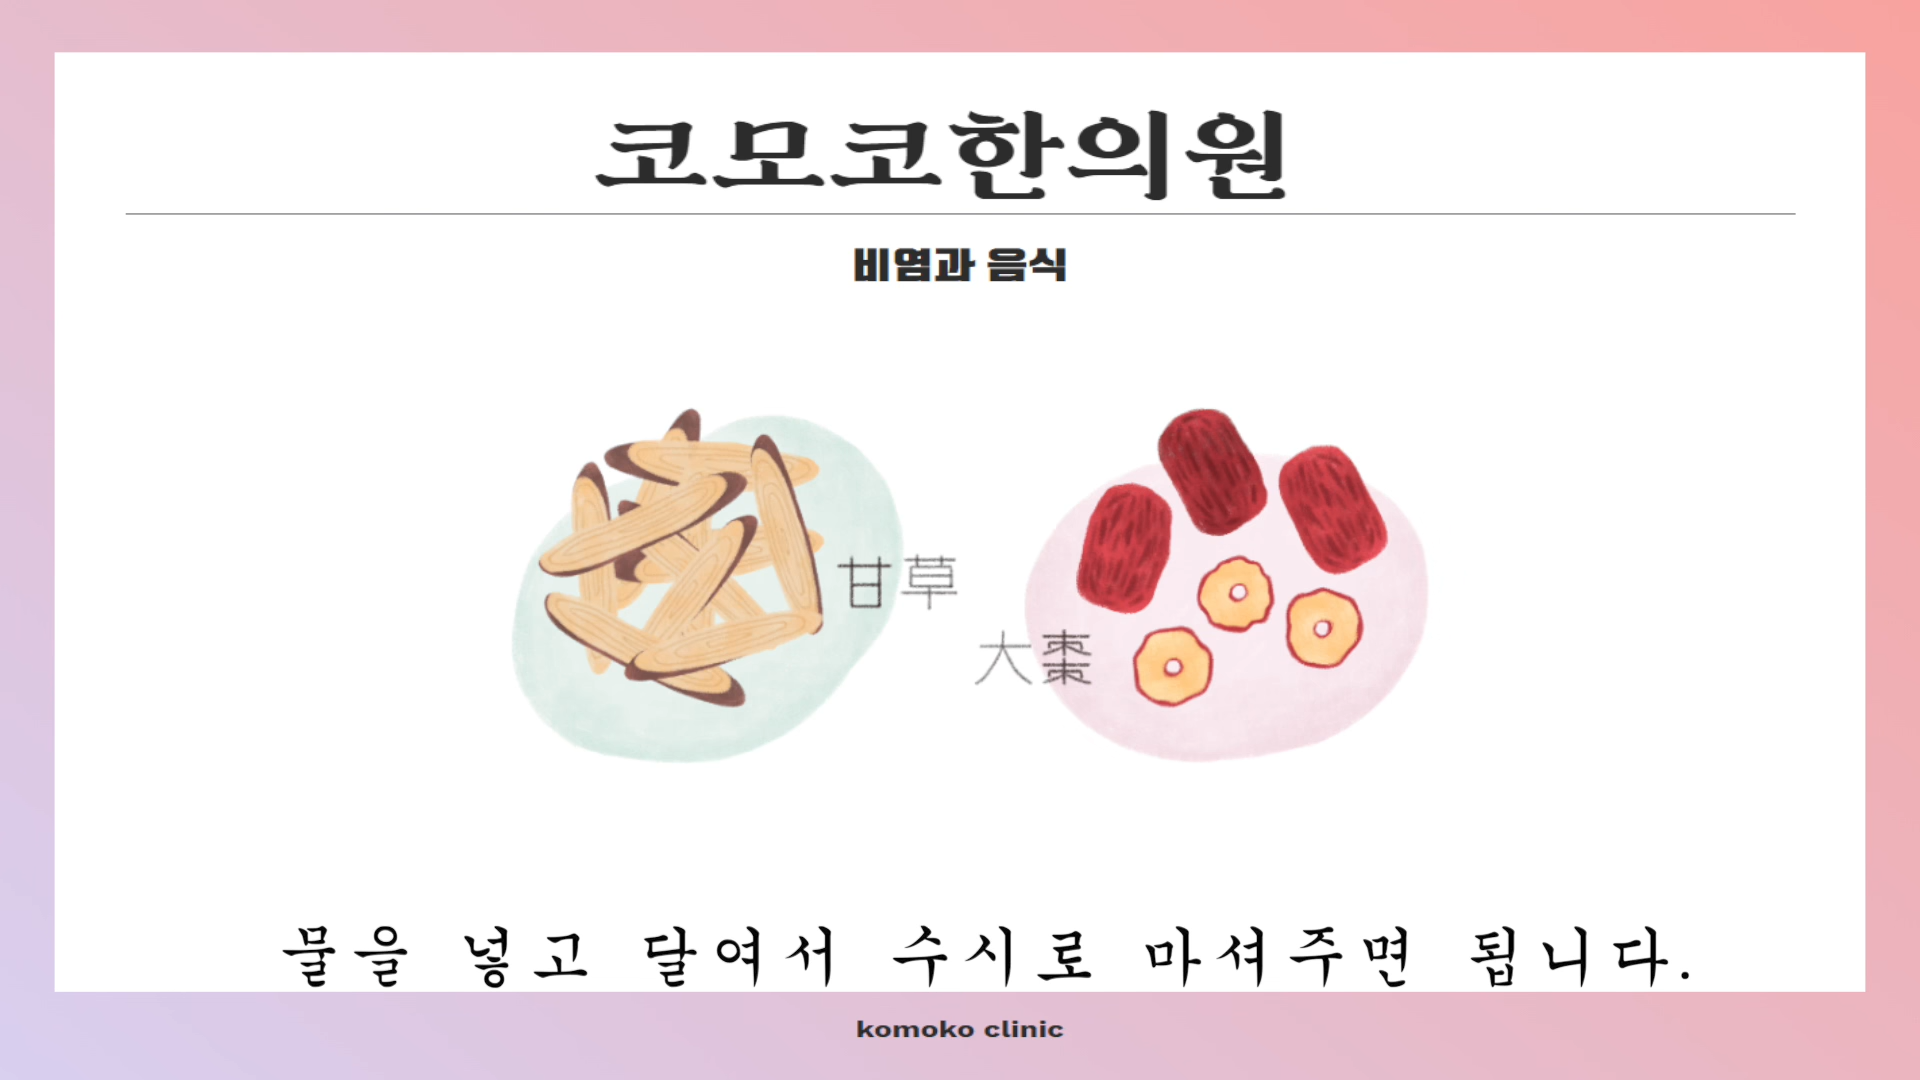 코모코한의원
비염과 음식
甘草
大棗
물을 넣고 달여서 수시로 마셔주면 됩니다.
komoko clinic